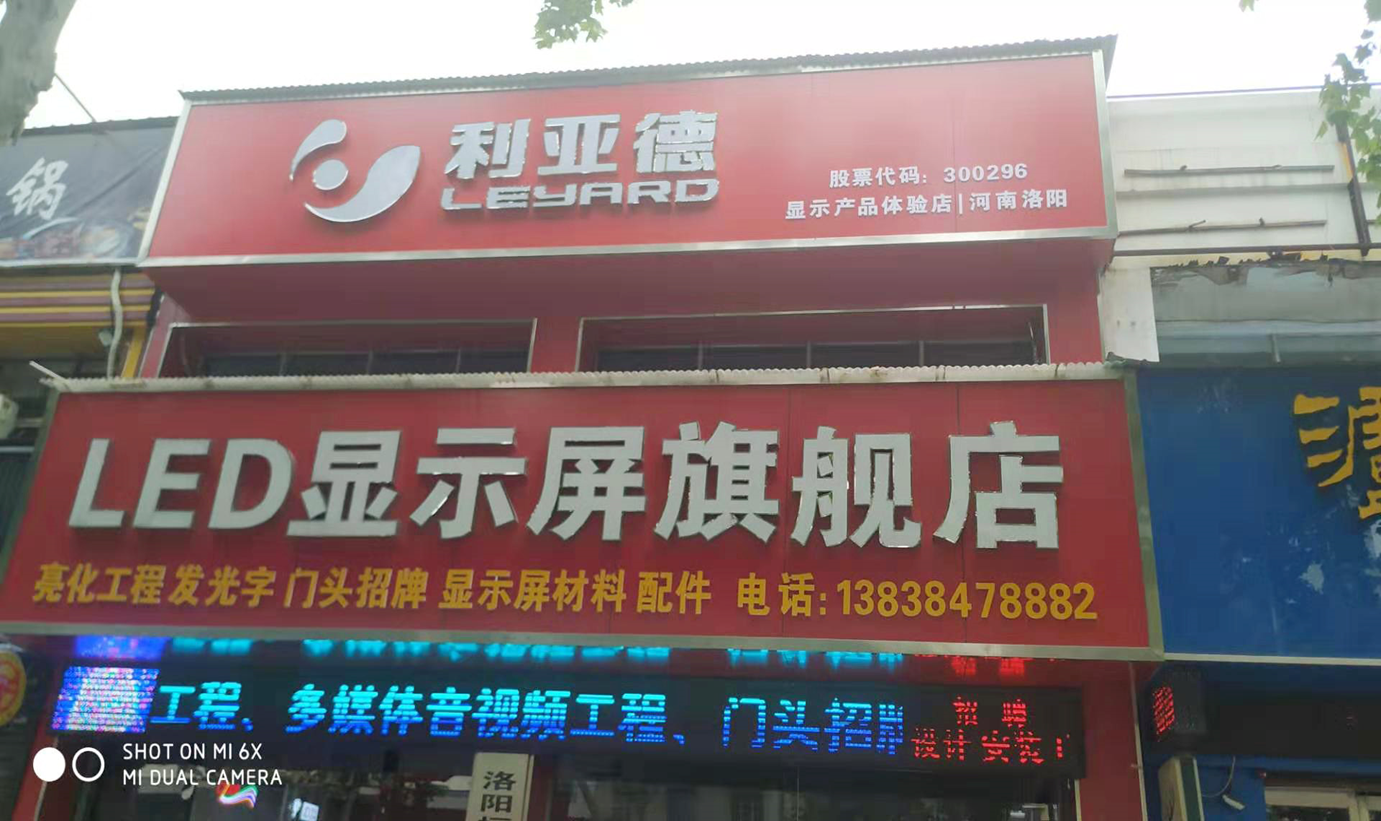 锅
利亚德
LEYARD
股票代码: 300296
显示产品体验店|河南洛阳
LED显示屏旗舰店
亮化工程 发光字 门头招牌 显示屏材料 配件 电话:13838478882
工程、多媒体音视频工程、门头招牌
招聘
设计安装
洛阳
SHOT ON MI 6X
MI DUAL CAMERA